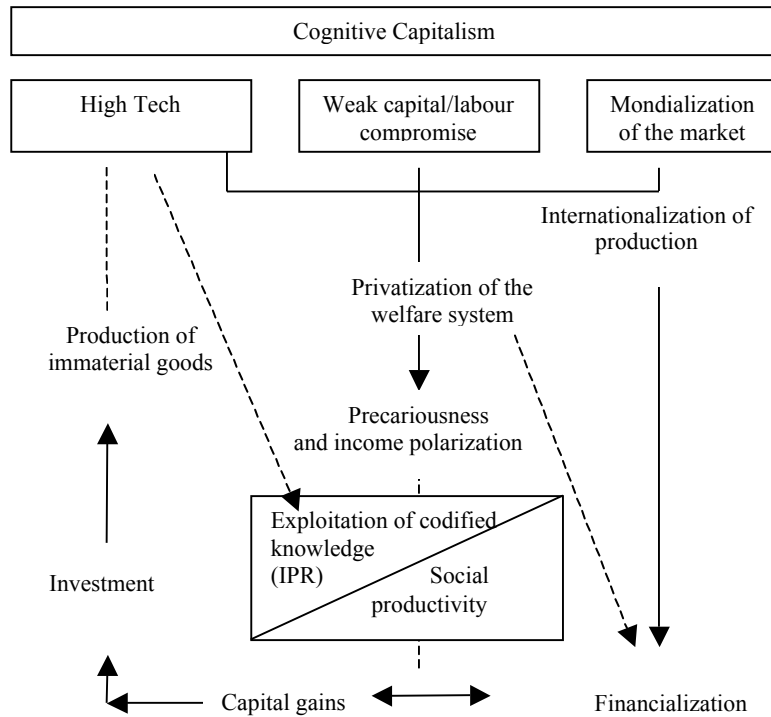 Cognitive Capitalism
High Tech
Weak capital/labour
compromise
Mondialization
of the market
Internationalization of
production
Privatization of the
welfare system
Production of
immaterial goods
Precariousness
and income polarization
Exploitation of codified
knowledge
(IPR)
Social
productivity
Investment
Capital gains
Financialization